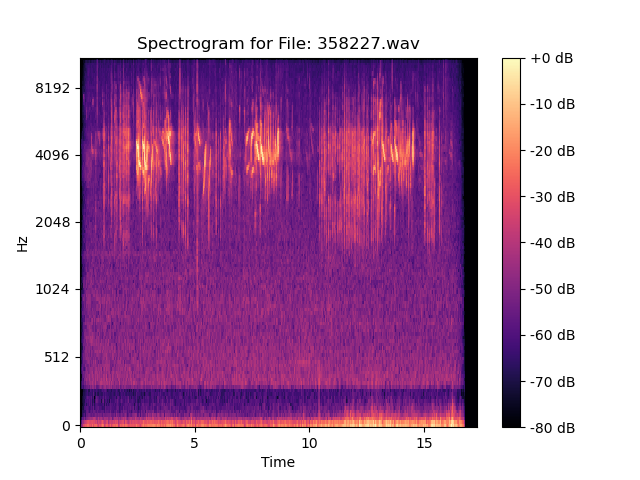 Spectrogram for File: 358227.wav
8192
4096
2048
1024
512
0
Hz
0
5
10
15
Time
+0 dB
-10 dB
-20 dB
-30 dB
-40 dB
-50 dB
-60 dB
-70 dB
-80 dB